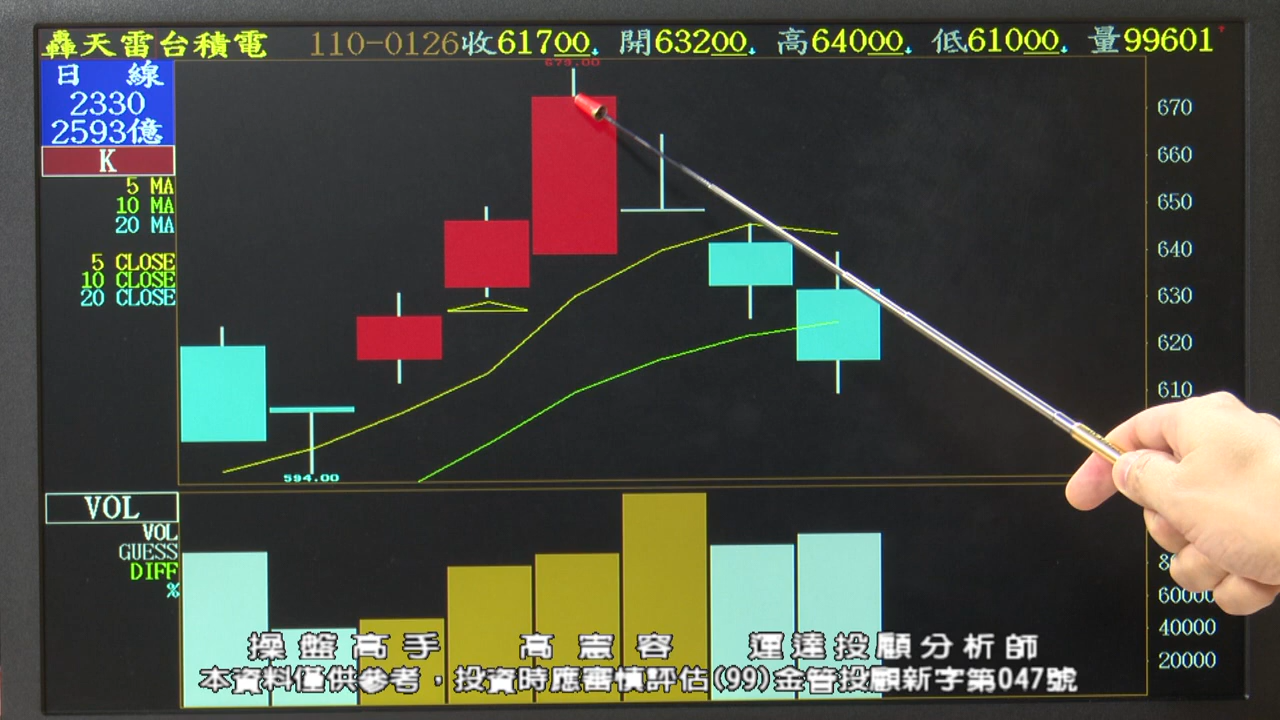 轟天雷台積電 110-0126收61700 開63200 高64000 低61000 量99601
日 線
2330
2593億
K
5 MA
10 MA
20 MA
5 CLOSE
10 CLOSE
20 CLOSE
679.00
594.00
670
660
650
640
630
620
610
VOL
VOL
GUESS
DIFF
%
60000
40000
20000
操盤高手 高憲容 運達投顧分析師
本資料僅供參考，投資時應審慎評估(99)金管投顧新字第047號